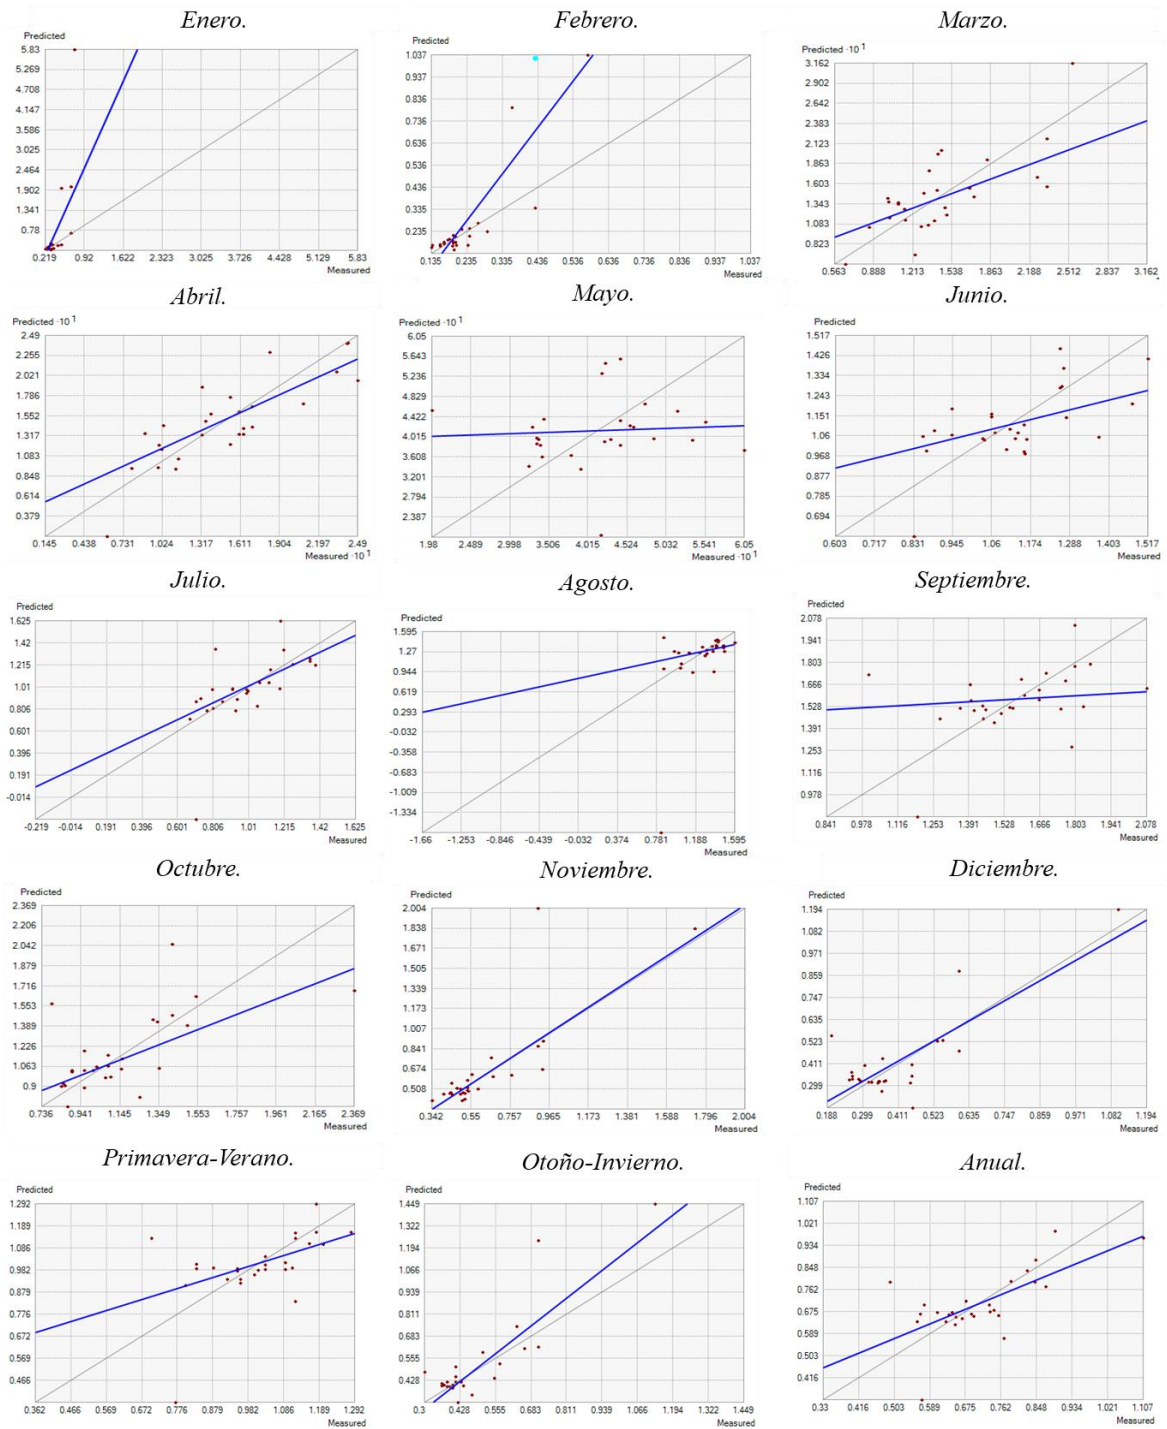 Enero.
Predicted
5.83
5.269
4.708
4.147
3.586
3.025
2.464
1.902
1.341
0.78
0.219 0.92 1.622 2.323 3.025 3.726 4.428 5.129 5.83
Measured
Febrero.
Predicted
1.037
0.937
0.836
0.736
0.636
0.536
0.436
0.335
0.235
0.135 0.235 0.335 0.436 0.536 0.636 0.736 0.836 0.937 1.037
Measured
Marzo.
Predicted ·10 1
3.162
2.902
2.642
2.383
2.123
1.863
1.603
1.343
1.083
0.823
0.563 0.888 1.213 1.538 1.863 2.188 2.512 2.837 3.162
Abril.
Predicted ·10 1
2.49
2.255
2.021
1.786
1.552
1.317
1.083
0.848
0.614
0.379
0.145 0.438 0.731 1.024 1.317 1.611 1.904 2.197 2.49
Measured ·10 1
Mayo.
Predicted ·10 1
6.05
5.643
5.236
4.829
4.422
4.015
3.608
3.201
2.794
2.387
1.98 2.489 2.998 3.506 4.015 4.524 5.032 5.541 6.05
Measured ·10 1
Junio.
Predicted
1.517
1.426
1.334
1.243
1.151
1.06
0.968
0.877
0.785
0.694
0.603 0.717 0.831 0.945 1.06 1.174 1.288 1.403 1.517
Measured
Julio.
Predicted
1.625
1.42
1.215
1.01
0.806
0.601
0.396
0.191
-0.014
-0.219 -0.014 0.191 0.396 0.601 0.806 1.01 1.215 1.42 1.625
Measured
Agosto.
Predicted
1.595
1.27
0.944
0.619
0.293
-0.032
-0.358
-0.683
-1.009
-1.334
-1.66 -1.253 -0.846 -0.439 -0.032 0.374 0.781 1.188 1.595
Measured
Septiembre.
Predicted
2.078
1.941
1.803
1.666
1.528
1.391
1.253
1.116
0.978
0.841 0.978 1.116 1.253 1.391 1.528 1.666 1.803 1.941 2.078
Measured
Octubre.
Predicted
2.369
2.206
2.042
1.879
1.716
1.553
1.389
1.226
1.063
0.9
0.736 0.941 1.145 1.349 1.553 1.757 1.961 2.165 2.369
Measured
Noviembre.
Predicted
2.004
1.838
1.671
1.505
1.339
1.173
1.007
0.841
0.674
0.508
0.342 0.55 0.757 0.965 1.173 1.381 1.588 1.796 2.004
Measured
Diciembre.
Predicted
1.194
1.082
0.971
0.859
0.747
0.635
0.523
0.411
0.299
0.188 0.299 0.411 0.523 0.635 0.747 0.859 0.971 1.082 1.194
Measured
Primavera-Verano.
Predicted
1.292
1.189
1.086
0.982
0.879
0.776
0.672
0.569
0.466
0.362 0.466 0.569 0.672 0.776 0.879 0.982 1.086 1.189 1.292
Measured
Otoño-Invierno.
Predicted
1.449
1.322
1.194
1.066
0.939
0.811
0.683
0.555
0.428
0.3 0.428 0.555 0.683 0.811 0.939 1.066 1.194 1.322 1.449
Measured
Anual.
Predicted
1.107
1.021
0.934
0.848
0.762
0.675
0.589
0.503
0.416
0.33 0.416 0.503 0.589 0.675 0.762 0.848 0.934 1.021 1.107
Measured